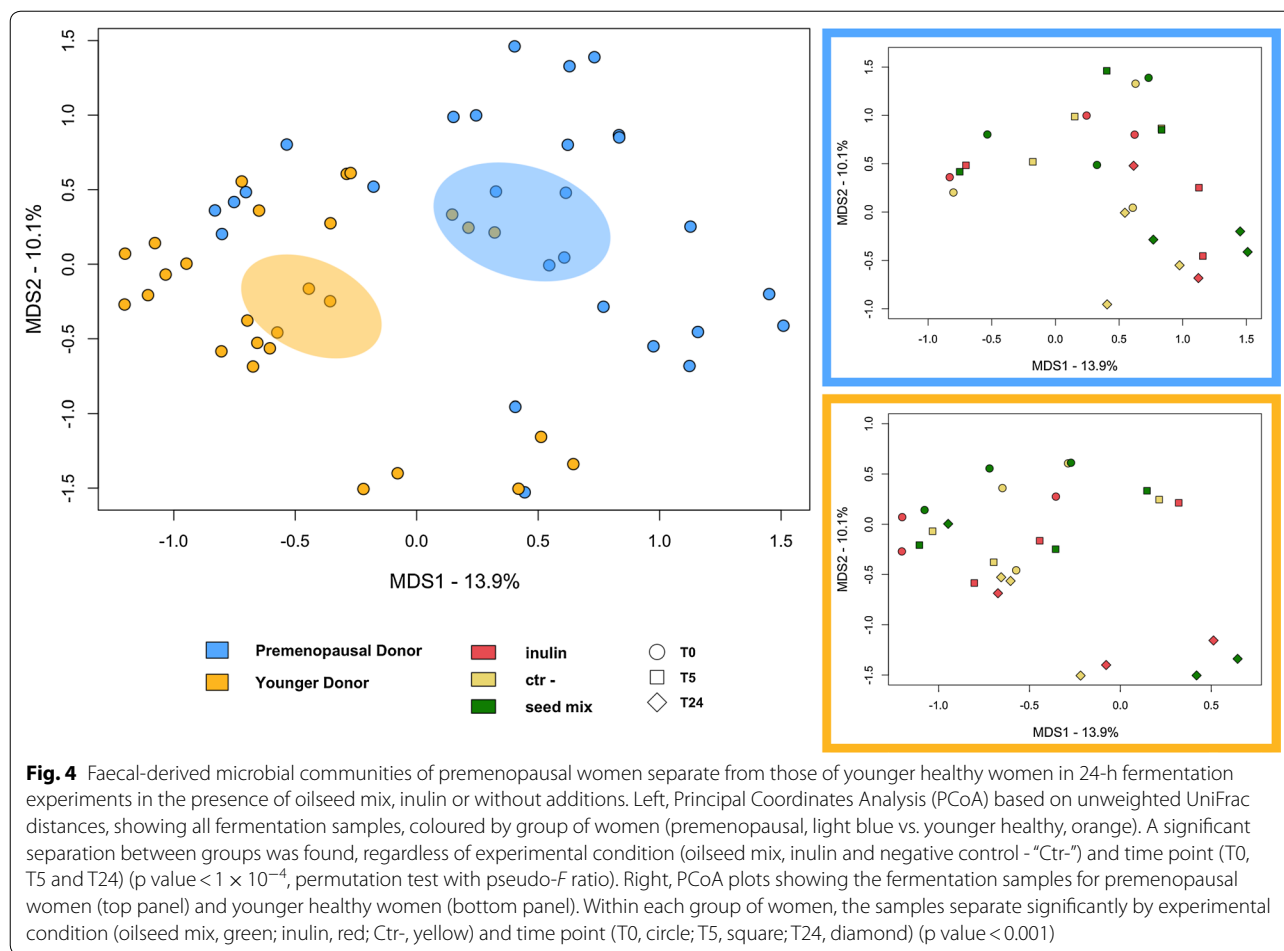 1.5
1.0
0.5
0.0
-0.5
-1.0
-1.5
MDS2 - 10.1%
-1.0 -0.5 0.0 0.5 1.0 1.5
MDS1 - 13.9%
Premenopausal Donor
Younger Donor
inulin
ctr -
seed mix
T0
T5
T24
1.5
1.0
0.5
0.0
-0.5
-1.0
MDS2 - 10.1%
-1.0 -0.5 0.0 0.5 1.0 1.5
MDS1 - 13.9%
0.5
0.0
-0.5
-1.0
-1.5
MDS2 - 10.1%
-1.0 -0.5 0.0 0.5
MDS1 - 13.9%
Fig. 4 Faecal-derived microbial communities of premenopausal women separate from those of younger healthy women in 24-h fermentation
experiments in the presence of oilseed mix, inulin or without additions. Left, Principal Coordinates Analysis (PCoA) based on unweighted UniFrac
distances, showing all fermentation samples, coloured by group of women (premenopausal, light blue vs. younger healthy, orange). A significant
separation between groups was found, regardless of experimental condition (oilseed mix, inulin and negative control - “Ctr-”) and time point (T0,
T5 and T24) (p value < 1 × 10⁻⁴, permutation test with pseudo-F ratio). Right, PCoA plots showing the fermentation samples for premenopausal
women (top panel) and younger healthy women (bottom panel). Within each group of women, the samples separate significantly by experimental
condition (oilseed mix, green; inulin, red; Ctr-, yellow) and time point (T0, circle; T5, square; T24, diamond) (p value < 0.001)